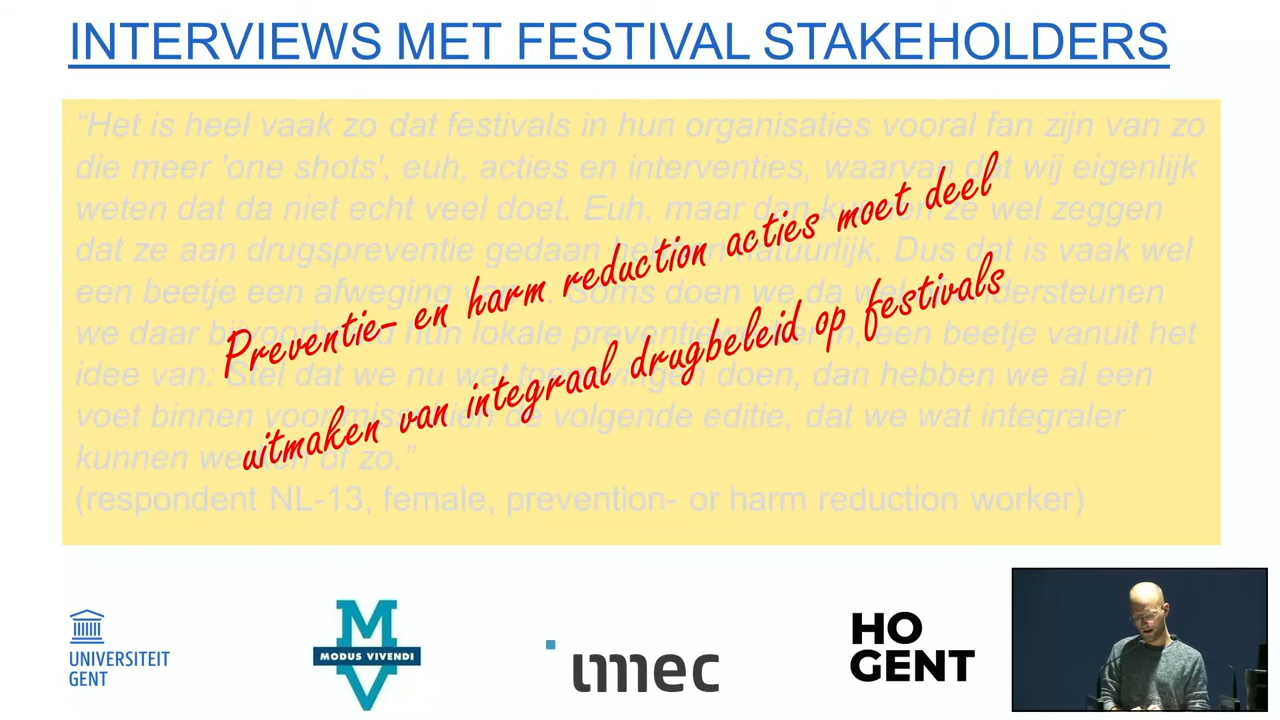 INTERVIEWS MET FESTIVAL STAKEHOLDERS
“Het is heel vaak zo dat festivals in hun organisaties vooral fan zijn van zo
die meer 'one shots', euh, acties en interventies, waarvan dat wij eigenlijk
weten dat da niet echt veel doet. Euh, maar dan kunnen ze wel zeggen
dat ze aan drugspreventie gedaan hebben natuurlijk. Dus dat is vaak wel
een beetje een afweging Soms doen we da wel ondersteunen
we daar bijvoorbeeld hun lokale in, een beetje vanuit het
idee van: Stel dat we nu wat doen, dan hebben we al een
voet binnen voor misschien de volgende editie, dat we wat integraler
kunnen werken of zo.”
(respondent NL-13, female, prevention- or harm reduction worker)
Preventie- en harm reduction acties moet deel
uitmaken van integraal drugbeleid op festivals
UNIVERSITEIT
GENT
MV
MODUS VIVENDI
imec
HO
GENT